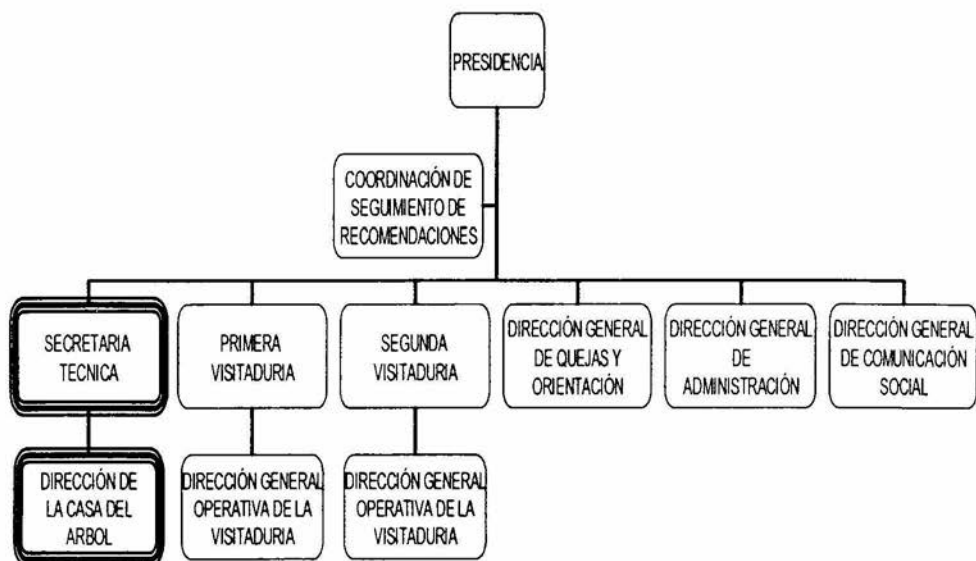 PRESIDENCIA
COORDINACIÓN DE
SEGUIMIENTO DE
RECOMENDACIONES
SECRETARIA
TECNICA
PRIMERA
VISITADURIA
SEGUNDA
VISITADURIA
DIRECCIÓN GENERAL
DE QUEJAS Y
ORIENTACIÓN
DIRECCIÓN GENERAL
DE
ADMINISTRACIÓN
DIRECCIÓN GENERAL
DE COMUNICACIÓN
SOCIAL
DIRECCIÓN DE
LA CASA DEL
ARBOL
DIRECCIÓN GENERAL
OPERATIVA DE LA
VISITADURIA
DIRECCIÓN GENERAL
OPERATIVA DE LA
VISITADURIA